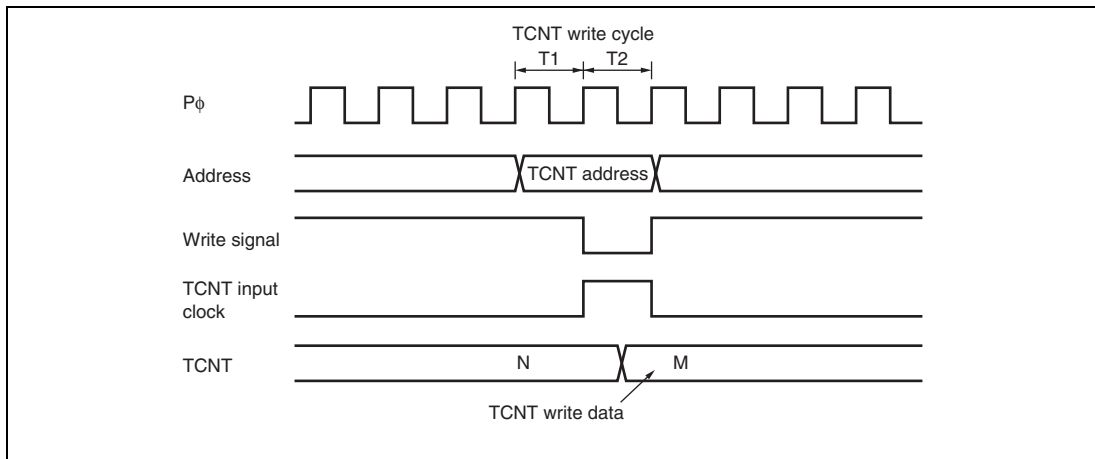 TCNT write cycle
T1 T2
Pϕ
Address
TCNT address
Write signal
TCNT input
clock
TCNT
N
M
TCNT write data